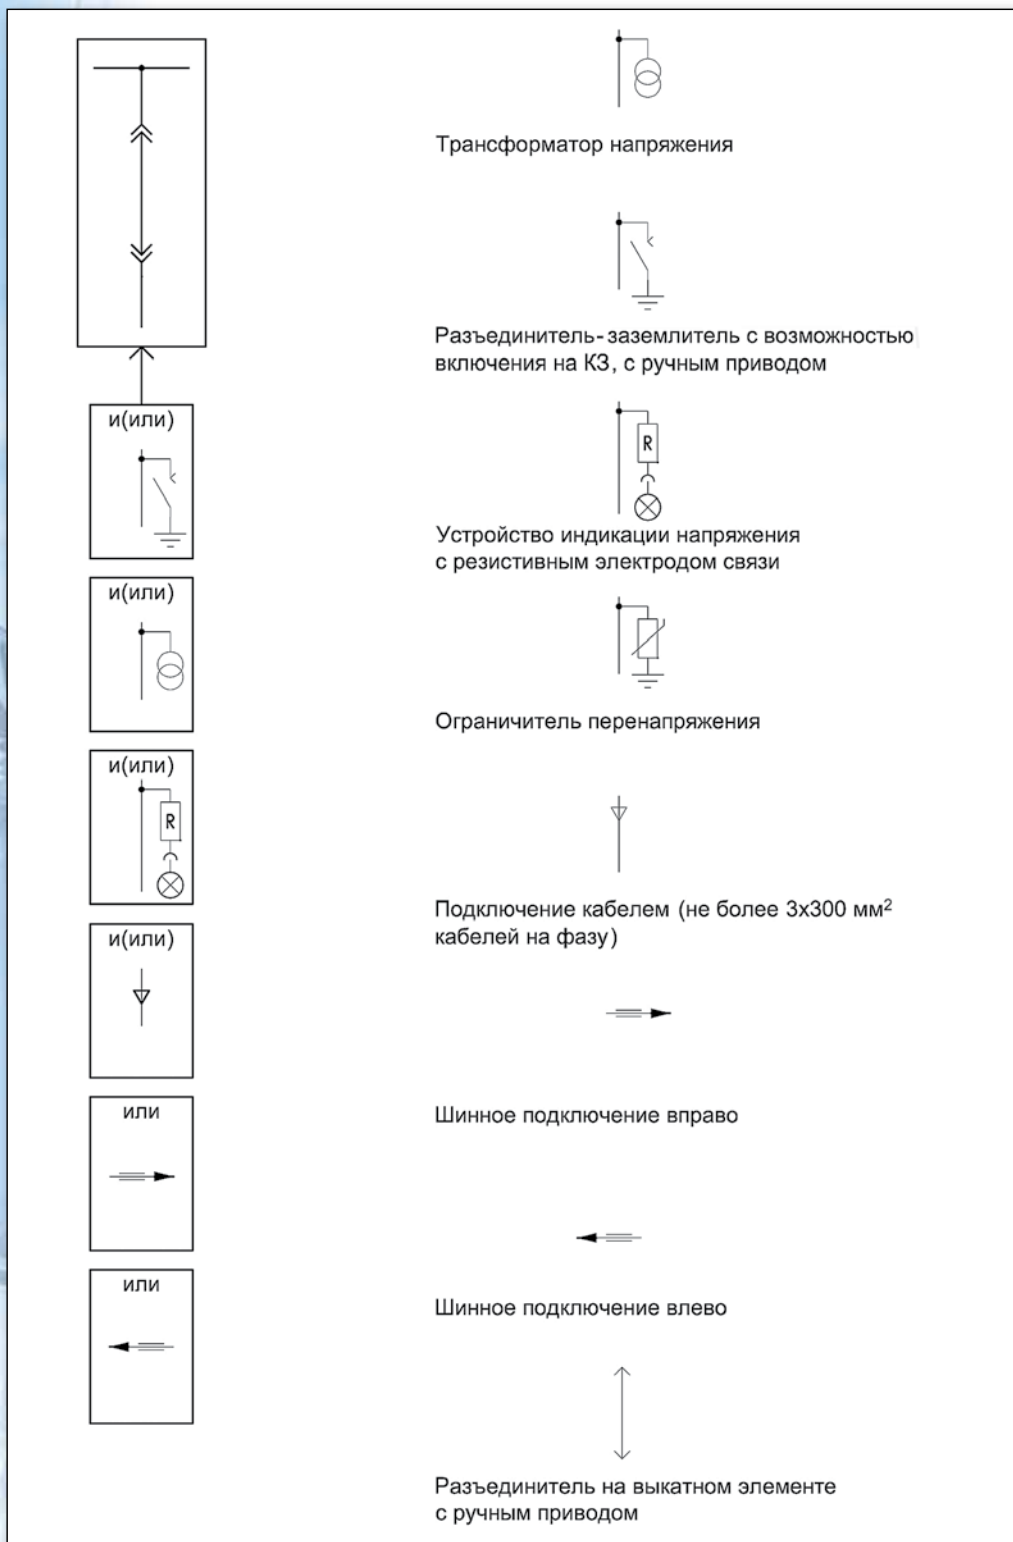 Трансформатор напряжения
Разъединитель-заземлитель с возможностью
включения на КЗ, с ручным приводом
и(или)
R
Устройство индикации напряжения
с резистивным электродом связи
и(или)
Ограничитель перенапряжения
и(или)
R
Подключение кабелем (не более 3х300 мм²
кабелей на фазу)
и(или)
или
Шинное подключение вправо
или
Шинное подключение влево
Разъединитель на выкатном элементе
с ручным приводом